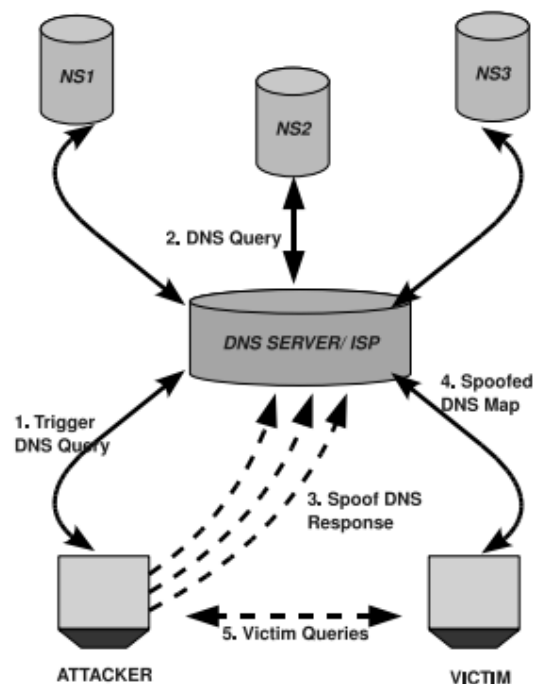 NS1
NS2
NS3
2. DNS Query
DNS SERVER/ ISP
1. Trigger
DNS Query
4. Spoofed
DNS Map
3. Spoof DNS
Response
5. Victim Queries
ATTACKER
VICTIM